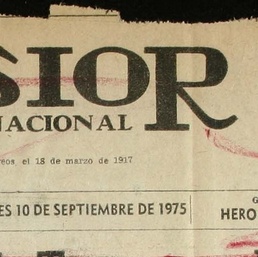 SIOR
NACIONAL
reos el 18 de marzo de 1917
ES 10 DE SEPTIEMBRE DE 1975
G
HERO